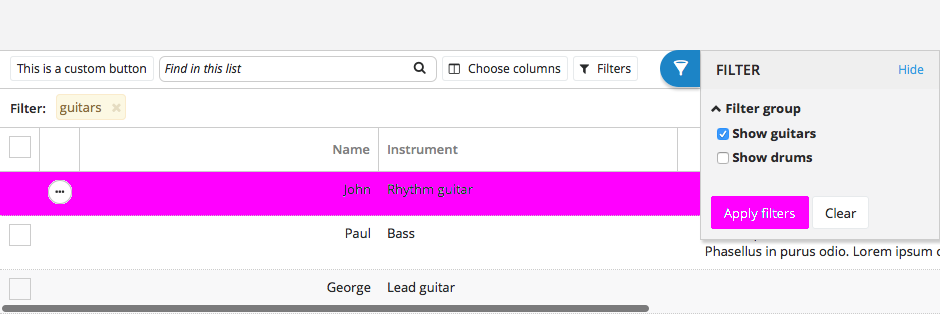 This is a custom button Find in this list Choose columns Filters
FILTER Hide
Filter: guitars
Filter group
Show guitars
Show drums
Name Instrument
John Rhythm guitar
Apply filters Clear
Paul Bass
Phasellus in purus odio. Lorem ipsum
George Lead guitar